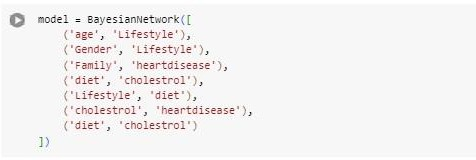 model = BayesianNetwork([
('age', 'Lifestyle'),
('Gender', 'Lifestyle'),
('Family', 'heartdisease'),
('diet', 'cholestrol'),
('Lifestyle', 'diet'),
('cholestrol', 'heartdisease'),
('diet', 'cholestrol')
])